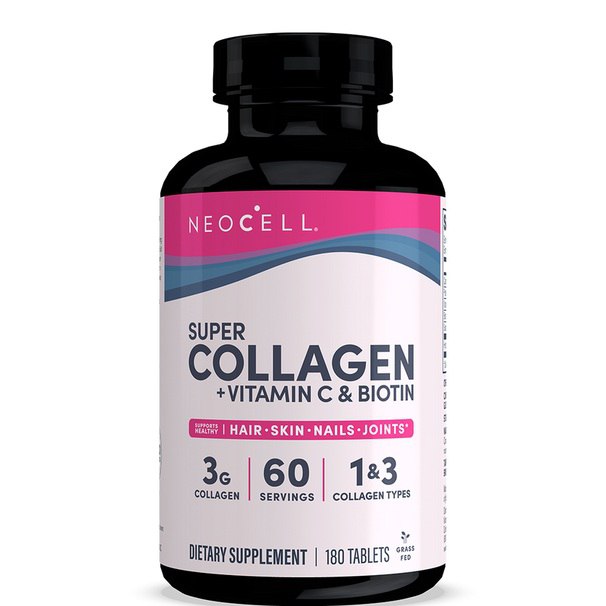 NEOCELL®
SUPER
COLLAGEN
+ VITAMIN C & BIOTIN
SUPPORTS HEALTHY | HAIR • SKIN • NAILS • JOINTS*
3G COLLAGEN | 60 SERVINGS | 1&3 COLLAGEN TYPES
DIETARY SUPPLEMENT | 180 TABLETS
GRASS FED